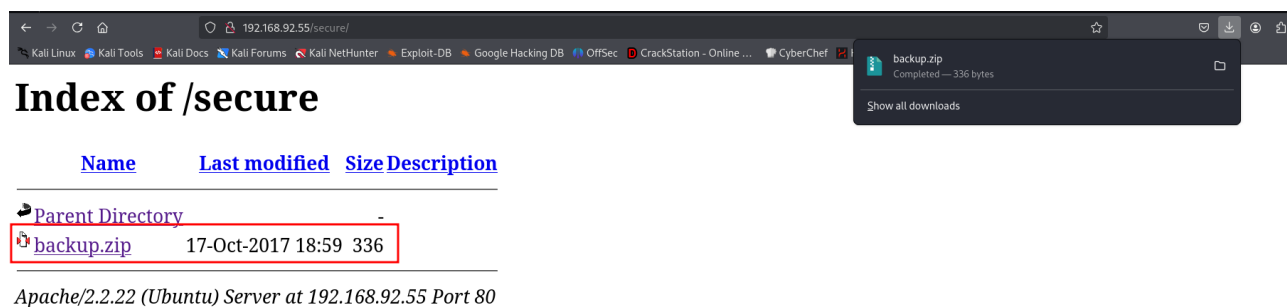 192.168.92.55/secure/
Kali Linux Kali Tools Kali Docs Kali Forums Kali NetHunter Exploit-DB Google Hacking DB OffSec CrackStation - Online ... CyberChef
backup.zip
Completed — 336 bytes
Show all downloads
Index of /secure
Name Last modified Size Description
Parent Directory -
backup.zip 17-Oct-2017 18:59 336
Apache/2.2.22 (Ubuntu) Server at 192.168.92.55 Port 80